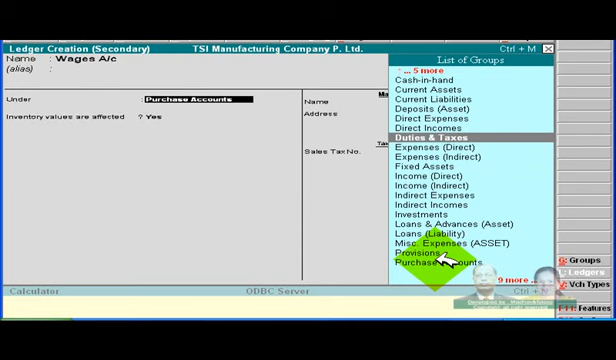 Ledger Creation (Secondary) TSI Manufacturing Company P. Ltd. Ctrl + M
Name : Wages A/c
(alias) :
Under : Purchase Accounts
Inventory values are affected ? Yes
Name
Address
Sales Tax No.
List of Groups
↑ ... 5 more
Cash-in-hand
Current Assets
Current Liabilities
Deposits (Asset)
Direct Expenses
Direct Incomes
Duties & Taxes
Expenses (Direct)
Expenses (Indirect)
Fixed Assets
Income (Direct)
Income (Indirect)
Indirect Expenses
Indirect Incomes
Investments
Loans & Advances (Asset)
Loans (Liability)
Misc. Expenses (ASSET)
Provisions
Purchase Accounts
9 more ...
G: Groups
L: Ledgers
V: Vch Types
F11: Features
Calculator ODBC Server Ctrl + N